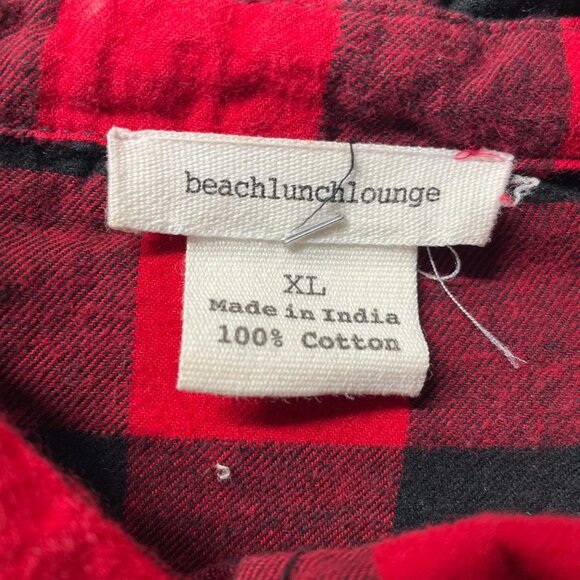 beachlunchlounge
XL
Made in India
100% Cotton